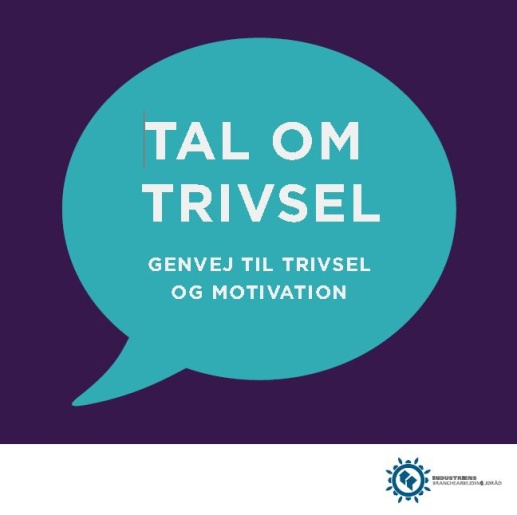 TAL OM
TRIVSEL
GENVEJ TIL TRIVSEL
OG MOTIVATION
INDUSTRIENS